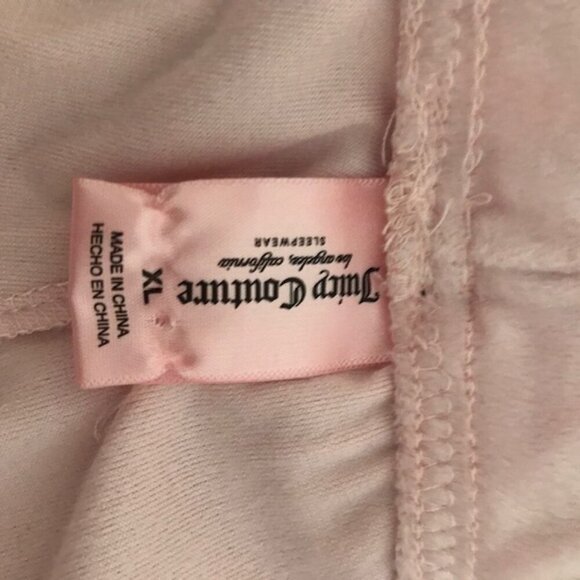 Juicy Couture
los angeles, california
SLEEPWEAR
XL
MADE IN CHINA
HECHO EN CHINA